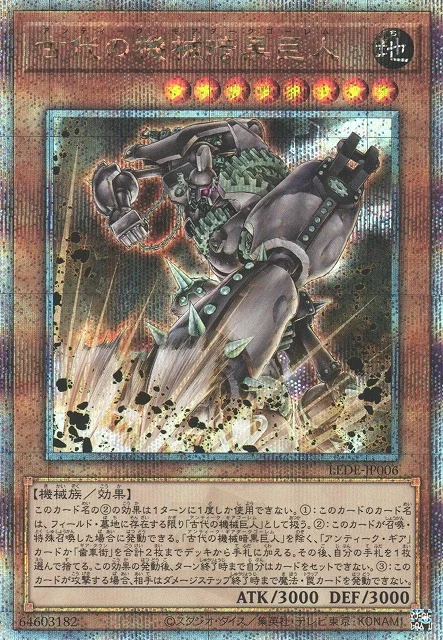 古代の機械暗黒巨人
地
LEDE-JP006
【機械族／効果】
このカード名の②の効果は1ターンに1度しか使用できない。①：このカードのカード名
は、フィールド・墓地に存在する限り「古代の機械巨人」として扱う。②：このカードが召喚・
特殊召喚した場合に発動できる。「古代の機械暗黒巨人」を除く、「アンティーク・ギア」
カードか「歯車街」を合計2枚までデッキから手札に加える。その後、自分の手札を1枚
選んで捨てる。この効果の発動後、ターン終了時まで自分はカードをセットできない。③：この
カードが攻撃する場合、相手はダメージステップ終了時まで魔法・罠カードを発動できない。
ATK/3000 DEF/3000
64603182
©スタジオ・ダイス／集英社・テレビ東京・KONAMI